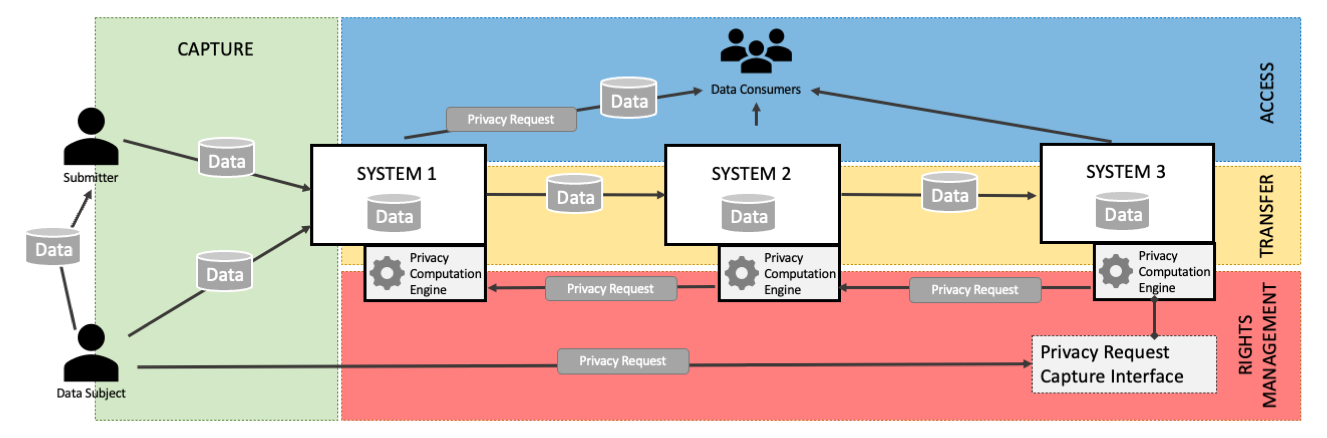 CAPTURE
Data Consumers
ACCESS
Data
Privacy Request
Submitter
Data
SYSTEM 1
Data
SYSTEM 2
Data
SYSTEM 3
Data
Data
Data
TRANSFER
Data
Data
Privacy
Computation
Engine
Privacy
Computation
Engine
Privacy
Computation
Engine
Privacy Request
Privacy Request
RIGHTS
MANAGEMENT
Data Subject
Privacy Request
Privacy Request
Capture Interface